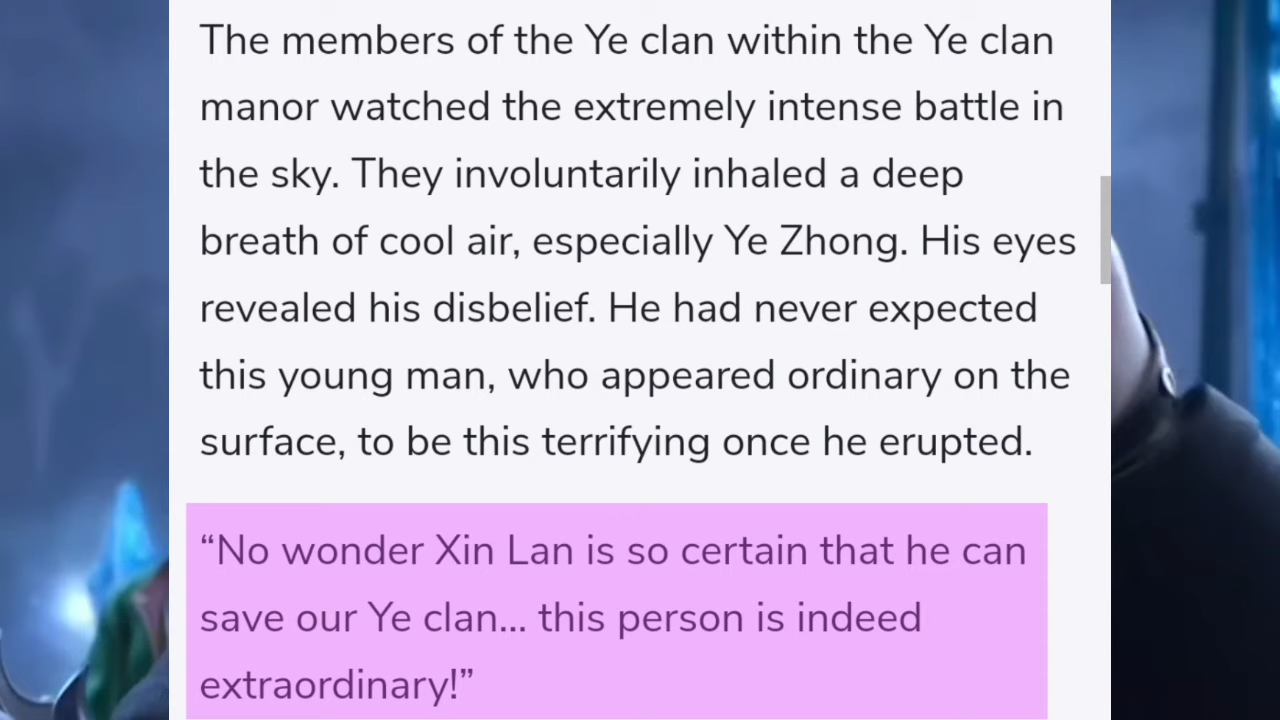 The members of the Ye clan within the Ye clan
manor watched the extremely intense battle in
the sky. They involuntarily inhaled a deep
breath of cool air, especially Ye Zhong. His eyes
revealed his disbelief. He had never expected
this young man, who appeared ordinary on the
surface, to be this terrifying once he erupted.
“No wonder Xin Lan is so certain that he can
save our Ye clan... this person is indeed
extraordinary!”